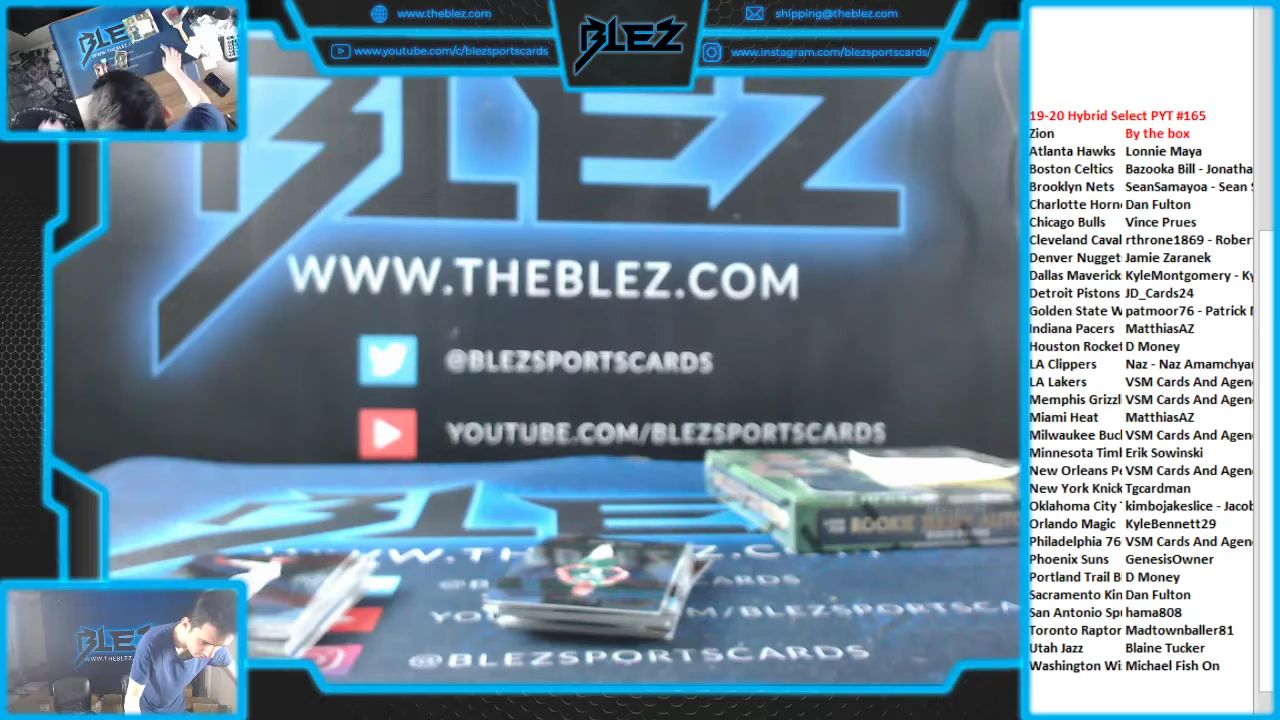 www.theblez.com
www.youtube.com/c/blezsportscards
BLEZ
shipping@theblez.com
www.instagram.com/blezsportscards/
BLEZ
WWW.THEBLEZ.COM
@BLEZSPORTSCARDS
YOUTUBE.COM/BLEZSPORTSCARDS
@BLEZSPORTSCARDS
ROOKIE
19-20 Hybrid Select PYT #165
Zion By the box
Atlanta Hawks Lonnie Maya
Boston Celtics Bazooka Bill - Jonatha
Brooklyn Nets SeanSamayoa - Sean S
Charlotte Horn Dan Fulton
Chicago Bulls Vince Prues
Cleveland Caval rthrone1869 - Rober
Denver Nugget Jamie Zaranek
Dallas Maverick KyleMontgomery - Ky
Detroit Pistons JD_Cards24
Golden State W patmoor76 - Patrick
Indiana Pacers MatthiasAZ
Houston Rocket D Money
LA Clippers Naz - Naz Amamchyar
LA Lakers VSM Cards And Agen
Memphis Grizzl VSM Cards And Agen
Miami Heat MatthiasAZ
Milwaukee Buc VSM Cards And Agen
Minnesota Tim Erik Sowinski
New Orleans Pe VSM Cards And Agen
New York Knick Tgcardman
Oklahoma City kimbojakeslice - Jacob
Orlando Magic KyleBennett29
Philadelphia 76 VSM Cards And Agen
Phoenix Suns GenesisOwner
Portland Trail B D Money
Sacramento Kin Dan Fulton
San Antonio Sp hama808
Toronto Raptor Madtownballer81
Utah Jazz Blaine Tucker
Washington Wi Michael Fish On